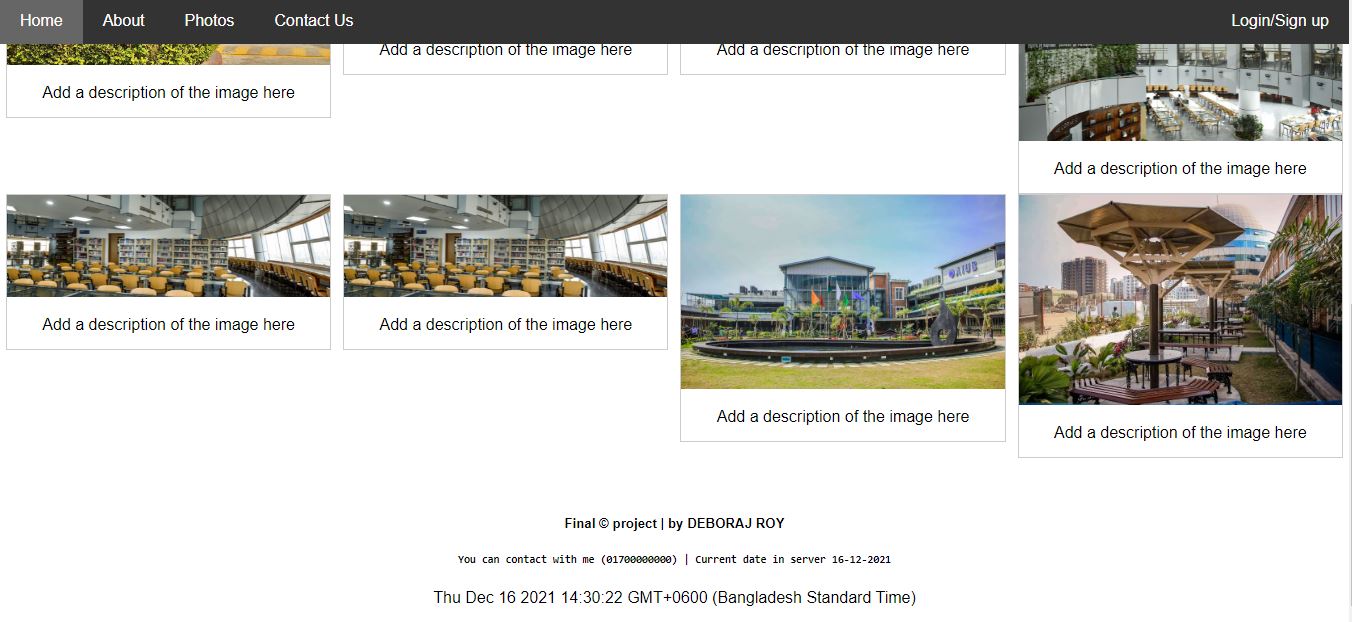 Home About Photos Contact Us Login/Sign up
Add a description of the image here Add a description of the image here
Add a description of the image here
Add a description of the image here
AIUB
Add a description of the image here Add a description of the image here
Add a description of the image here
Add a description of the image here
Final © project | by DEBORAJ ROY
You can contact with me (01700000000) | Current date in server 16-12-2021
Thu Dec 16 2021 14:30:22 GMT+0600 (Bangladesh Standard Time)